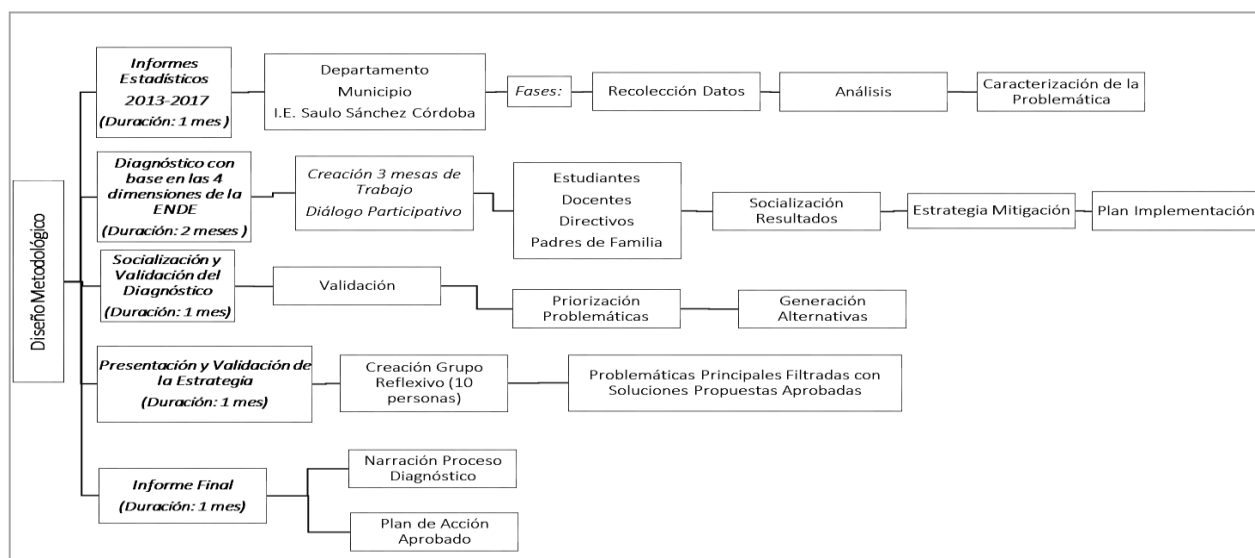 Diseño Metodológico
Informes
Estadísticos
2013-2017
(Duración: 1 mes )
Departamento
Municipio
I.E. Saulo Sánchez Córdoba
Fases:
Recolección Datos
Análisis
Caracterización de la
Problemática
Diagnóstico con
base en las 4
dimensiones de la
ENDE
(Duración: 2 meses )
Creación 3 mesas de
Trabajo
Diálogo Participativo
Estudiantes
Docentes
Directivos
Padres de Familia
Socialización
Resultados
Estrategia Mitigación
Plan Implementación
Socialización y
Validación del
Diagnóstico
(Duración: 1 mes)
Validación
Priorización
Problemáticas
Generación
Alternativas
Presentación y Validación de
la Estrategia
(Duración: 1 mes)
Creación Grupo
Reflexivo (10
personas)
Problemáticas Principales Filtradas con
Soluciones Propuestas Aprobadas
Informe Final
(Duración: 1 mes)
Narración Proceso
Diagnóstico
Plan de Acción
Aprobado